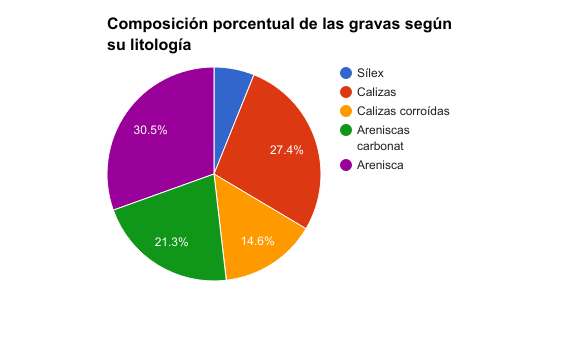 Composición porcentual de las gravas según
su litología
Sílex
Calizas
Calizas corroídas
Areniscas
carbonat
Arenisca
30.5%
27.4%
21.3%
14.6%